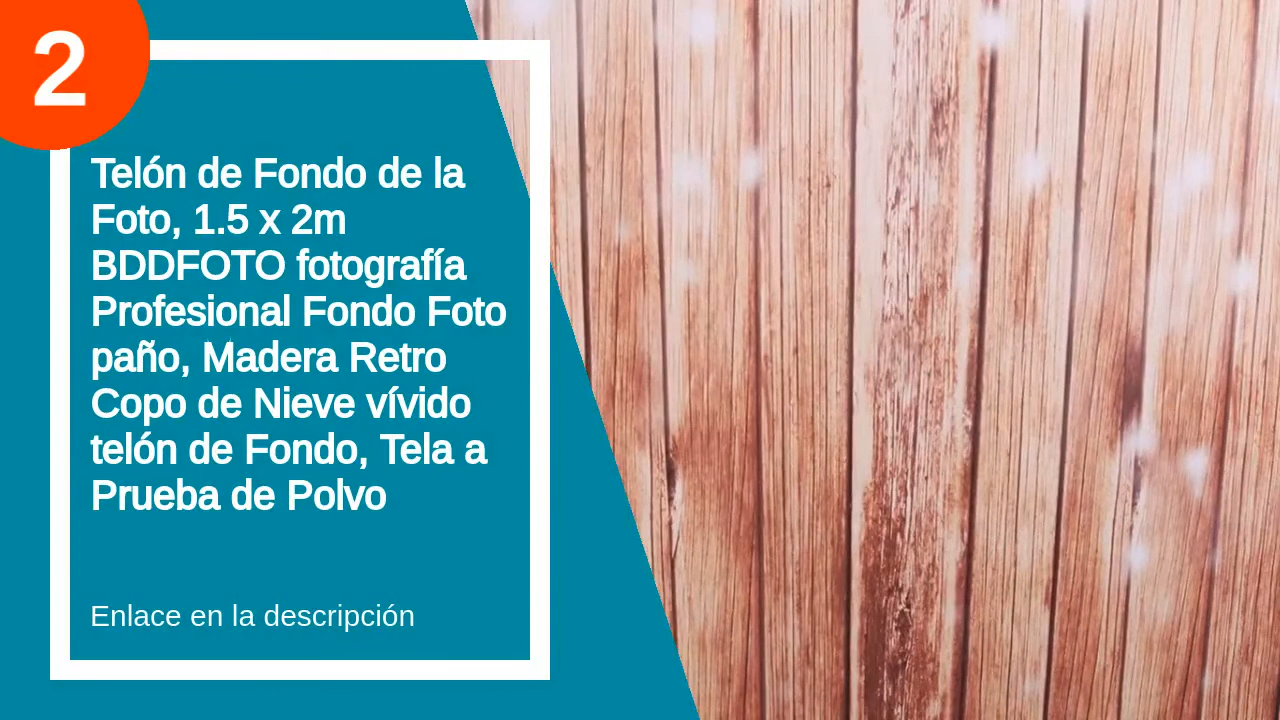 2
Telón de Fondo de la
Foto, 1.5 x 2m
BDDFOTO fotografía
Profesional Fondo Foto
paño, Madera Retro
Copo de Nieve vívido
telón de Fondo, Tela a
Prueba de Polvo
Enlace en la descripción